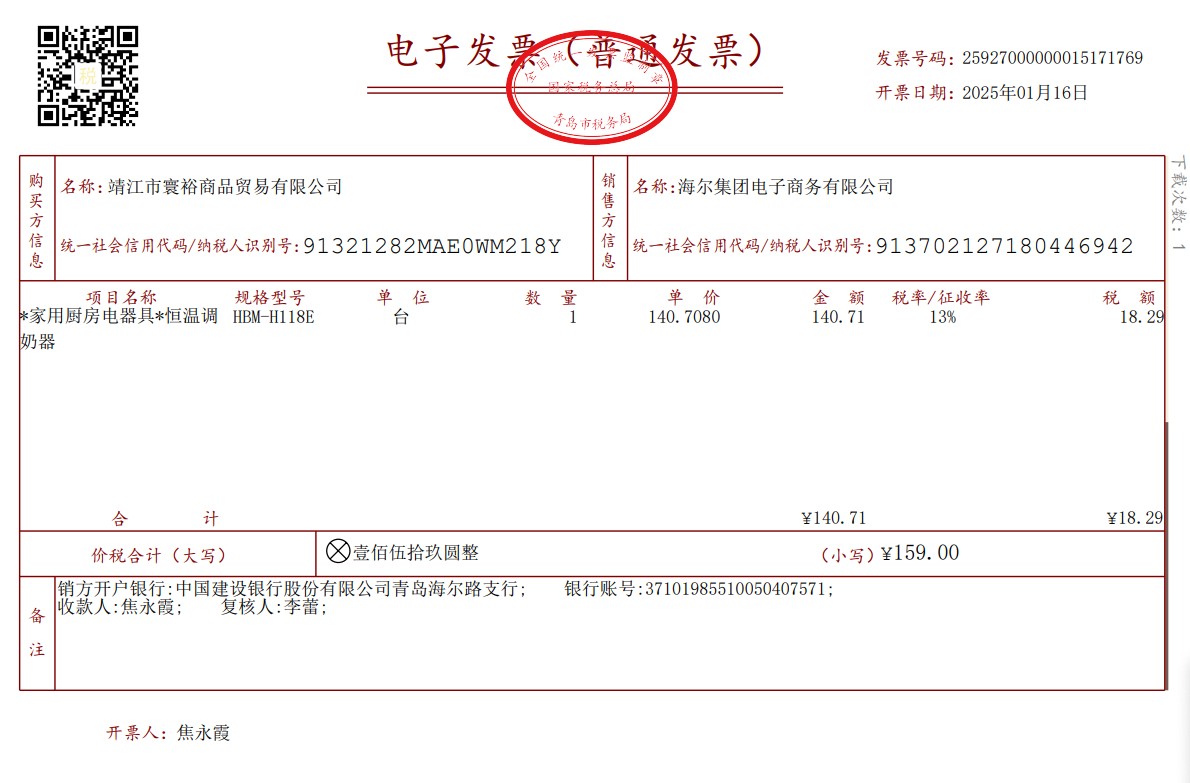 电子发票（普通发票）
全国统一发票监制章
国家税务总局
青岛市税务局
税
发票号码：25927000000015171769
开票日期：2025年01月16日
下载次数：1
购买方信息
名称：靖江市寰裕商品贸易有限公司
统一社会信用代码/纳税人识别号：91321282MAE0WM218Y
销售方信息
名称：海尔集团电子商务有限公司
统一社会信用代码/纳税人识别号：913702127180446942
项目名称 规格型号 单 位 数 量 单 价 金 额 税率/征收率 税 额
*家用厨房电器具*恒温调 HBM-H118E 台 1 140.7080 140.71 13% 18.29
奶器
合 计 ¥140.71 ¥18.29
价税合计（大写） ⊗壹佰伍拾玖圆整 （小写）¥159.00
备注
销方开户银行:中国建设银行股份有限公司青岛海尔路支行; 银行账号:37101985510050407571;
收款人:焦永霞; 复核人:李蕾;
开票人：焦永霞